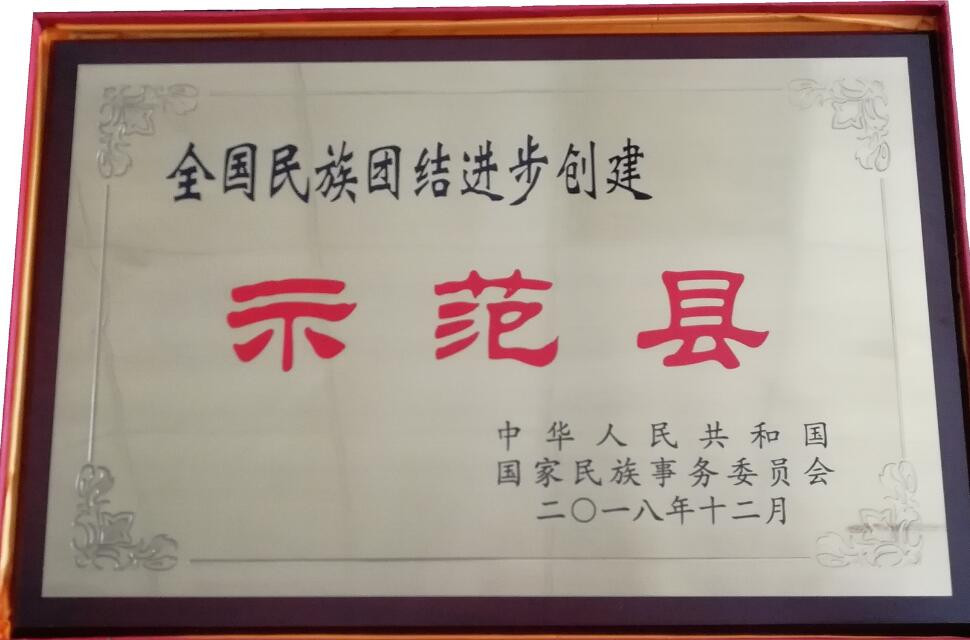 全国民族团结进步创建
示范县
中华人民共和国
国家民族事务委员会
二〇一八年十二月